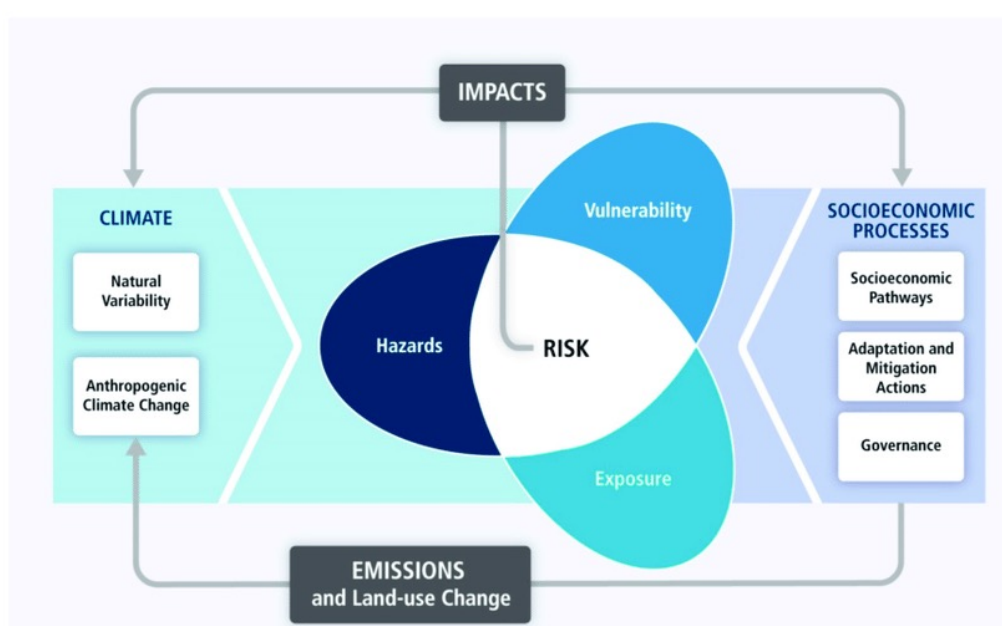 IMPACTS
CLIMATE
Natural
Variability
Anthropogenic
Climate Change
Vulnerability
Hazards
RISK
Exposure
SOCIOECONOMIC
PROCESSES
Socioeconomic
Pathways
Adaptation and
Mitigation
Actions
Governance
EMISSIONS
and Land-use Change